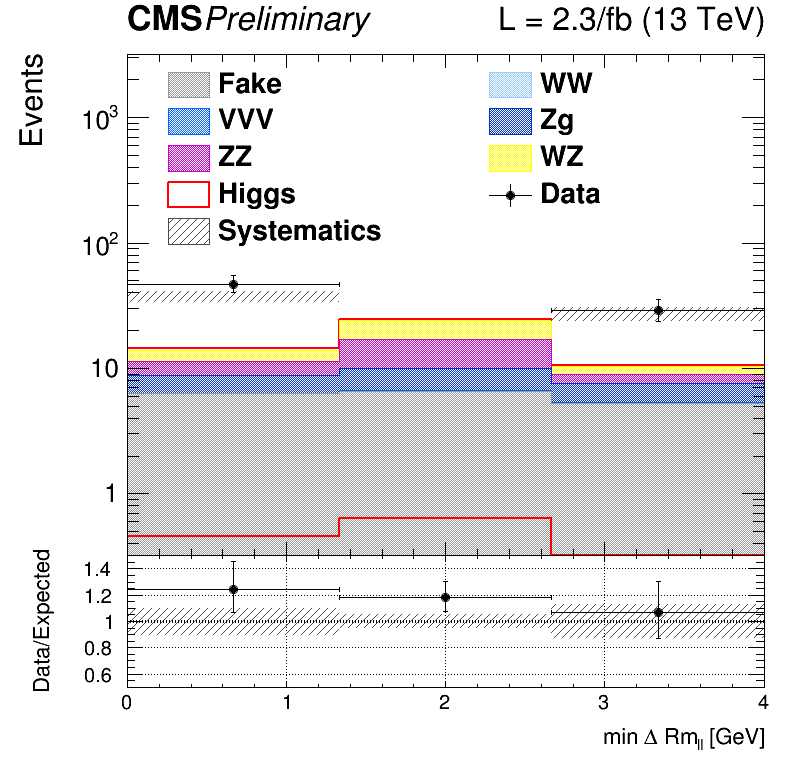 CMSPreliminary L = 2.3/fb (13 TeV)
Events
Fake WW
VVV Zg
ZZ WZ
Higgs Data
Systematics
10³
10²
10
1
Data/Expected
1.4
1.2
1
0.8
0.6
0 1 2 3 4
min Δ Rm_ll [GeV]